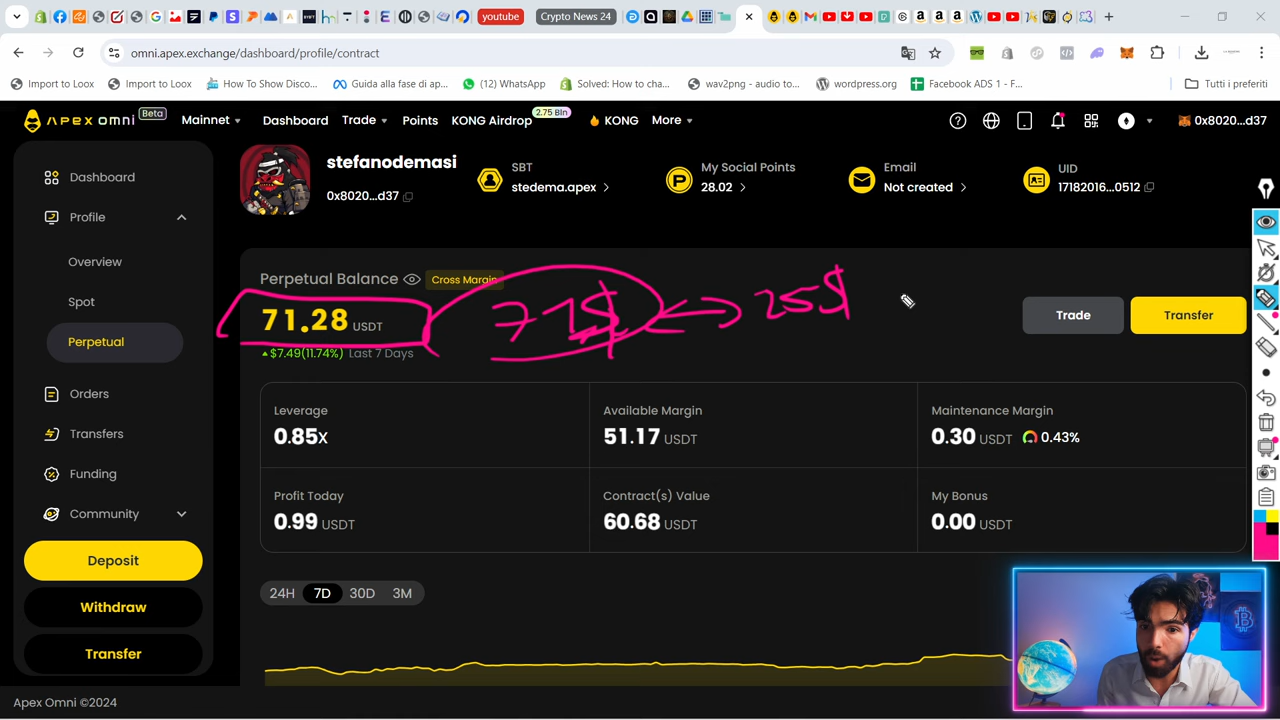 youtube
Crypto News 24
omni.apex.exchange/dashboard/profile/contract
Import to Loox
Import to Loox
How To Show Disco...
Guida alla fase di ap...
(12) WhatsApp
Solved: How to cha...
wav2png - audio to...
wordpress.org
Facebook ADS 1 - F...
Tutti i preferiti
APEX OMNI Beta
Mainnet
Dashboard
Trade
Points
KONG Airdrop 2.75 Bln
KONG
More
0x8020...d37
Dashboard
Profile
Overview
Spot
Perpetual
Orders
Transfers
Funding
Community
Deposit
Withdraw
Transfer
stefanodemasi
0x8020...d37
SBT
stedema.apex >
My Social Points
28.02 >
Email
Not created >
UID
17182016...0512
Perpetual Balance Cross Margin
71.28 USDT
$7.49(11.74%) Last 7 Days
71$
25$
Trade
Transfer
Leverage
0.85X
Available Margin
51.17 USDT
Maintenance Margin
0.30 USDT 0.43%
Profit Today
0.99 USDT
Contract(s) Value
60.68 USDT
My Bonus
0.00 USDT
24H 7D 30D 3M
Apex Omni ©2024